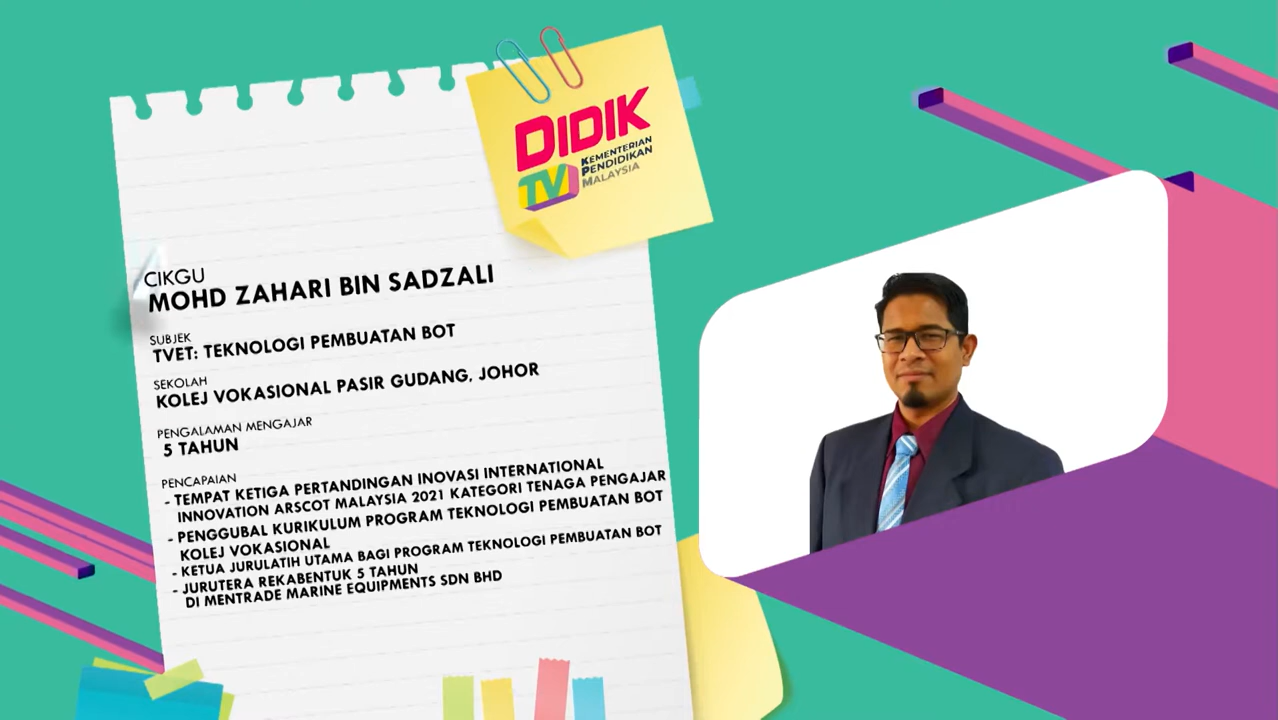 DIDIK
TV
KEMENTERIAN
PENDIDIKAN
MALAYSIA
CIKGU
MOHD ZAHARI BIN SADZALI
SUBJEK
TVET: TEKNOLOGI PEMBUATAN BOT
SEKOLAH
KOLEJ VOKASIONAL PASIR GUDANG, JOHOR
PENGALAMAN MENGAJAR
5 TAHUN
PENCAPAIAN
- TEMPAT KETIGA PERTANDINGAN INOVASI INTERNATIONAL
INNOVATION ARSCOT MALAYSIA 2021 KATEGORI TENAGA PENGAJAR
- PENGGUBAL KURIKULUM PROGRAM TEKNOLOGI PEMBUATAN BOT
KOLEJ VOKASIONAL
- KETUA JURULATIH UTAMA BAGI PROGRAM TEKNOLOGI PEMBUATAN BOT
- JURUTERA REKABENTUK 5 TAHUN
DI MENTRADE MARINE EQUIPMENTS SDN BHD